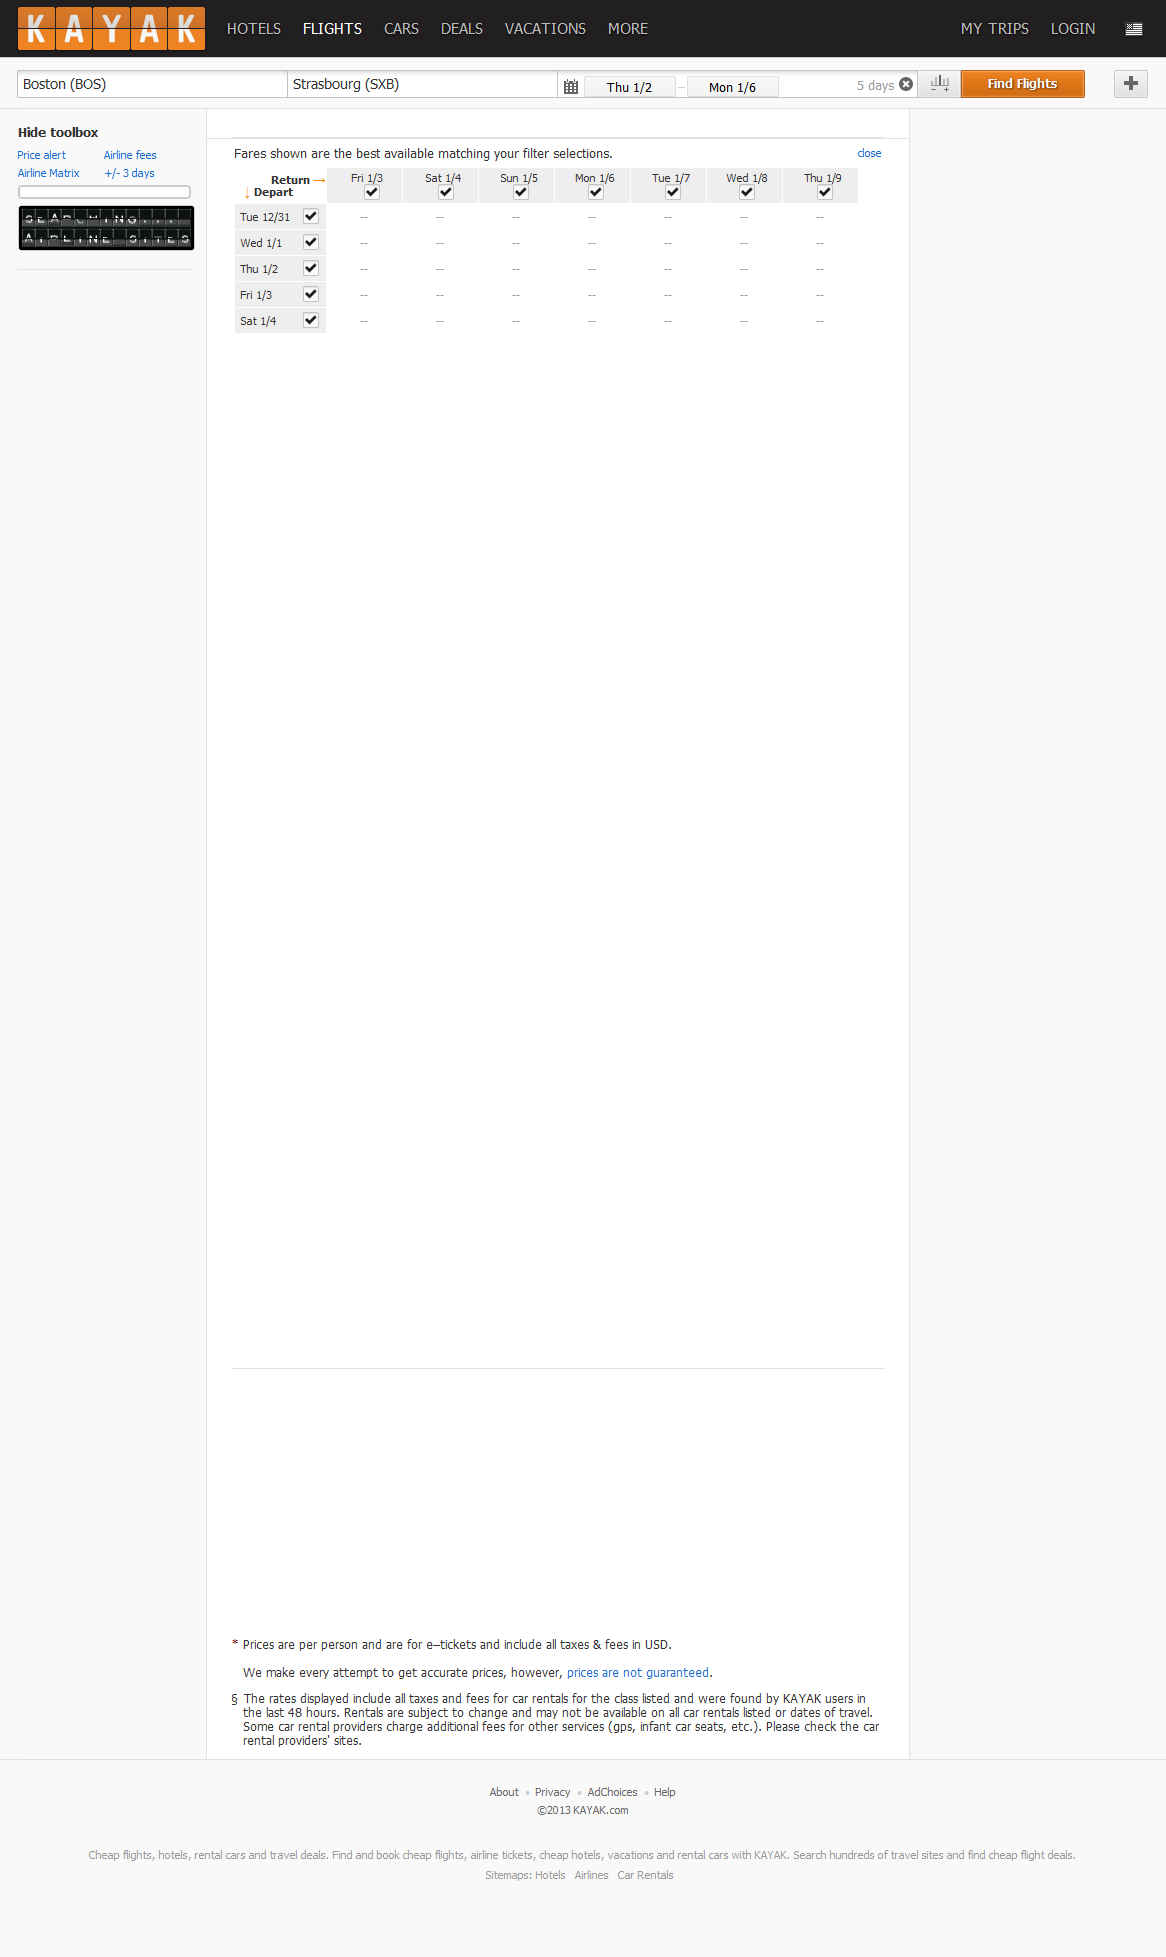 KAYAK HOTELS FLIGHTS CARS DEALS VACATIONS MORE MY TRIPS LOGIN
Boston (BOS) Strasbourg (SXB) Thu 1/2 – Mon 1/6 5 days Find Flights
Hide toolbox
Price alert Airline fees
Airline Matrix +/- 3 days
SEARCHING...
AIRLINE SITES
Fares shown are the best available matching your filter selections. close
Return → Fri 1/3 Sat 1/4 Sun 1/5 Mon 1/6 Tue 1/7 Wed 1/8 Thu 1/9
↓ Depart
Tue 12/31 -- -- -- -- -- -- --
Wed 1/1 -- -- -- -- -- -- --
Thu 1/2 -- -- -- -- -- -- --
Fri 1/3 -- -- -- -- -- -- --
Sat 1/4 -- -- -- -- -- -- --
* Prices are per person and are for e–tickets and include all taxes & fees in USD.
We make every attempt to get accurate prices, however, prices are not guaranteed.
§ The rates displayed include all taxes and fees for car rentals for the class listed and were found by KAYAK users in
the last 48 hours. Rentals are subject to change and may not be available on all car rentals listed or dates of travel.
Some car rental providers charge additional fees for other services (gps, infant car seats, etc.). Please check the car
rental providers' sites.
About • Privacy • AdChoices • Help
©2013 KAYAK.com
Cheap flights, hotels, rental cars and travel deals. Find and book cheap flights, airline tickets, cheap hotels, vacations and rental cars with KAYAK. Search hundreds of travel sites and find cheap flight deals.
Sitemaps: Hotels Airlines Car Rentals